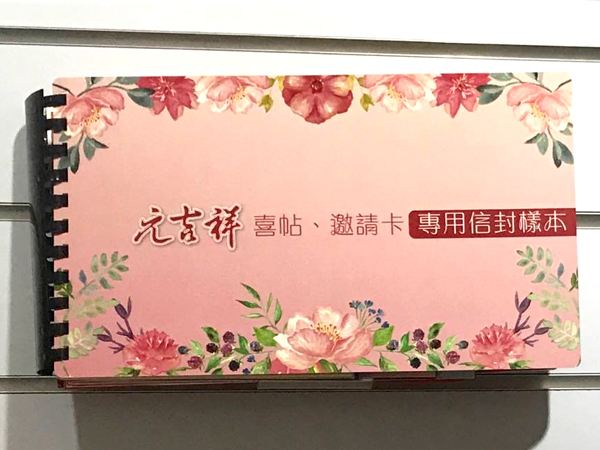 元吉祥 喜帖、邀請卡 專用信封樣本